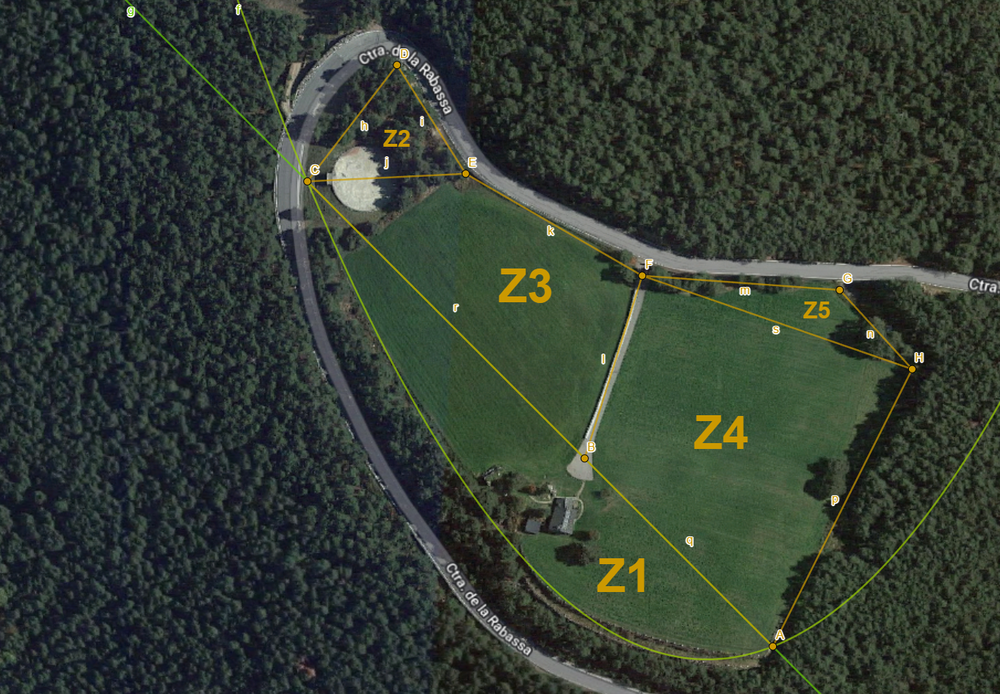 g
f
Ctra. de la Rabassa
D
h
i
Z2
j
C
E
k
F
Z3
m
G
Z5
Ctra.
r
s
n
l
H
Z4
B
p
q
Z1
Ctra. de la Rabassa
A